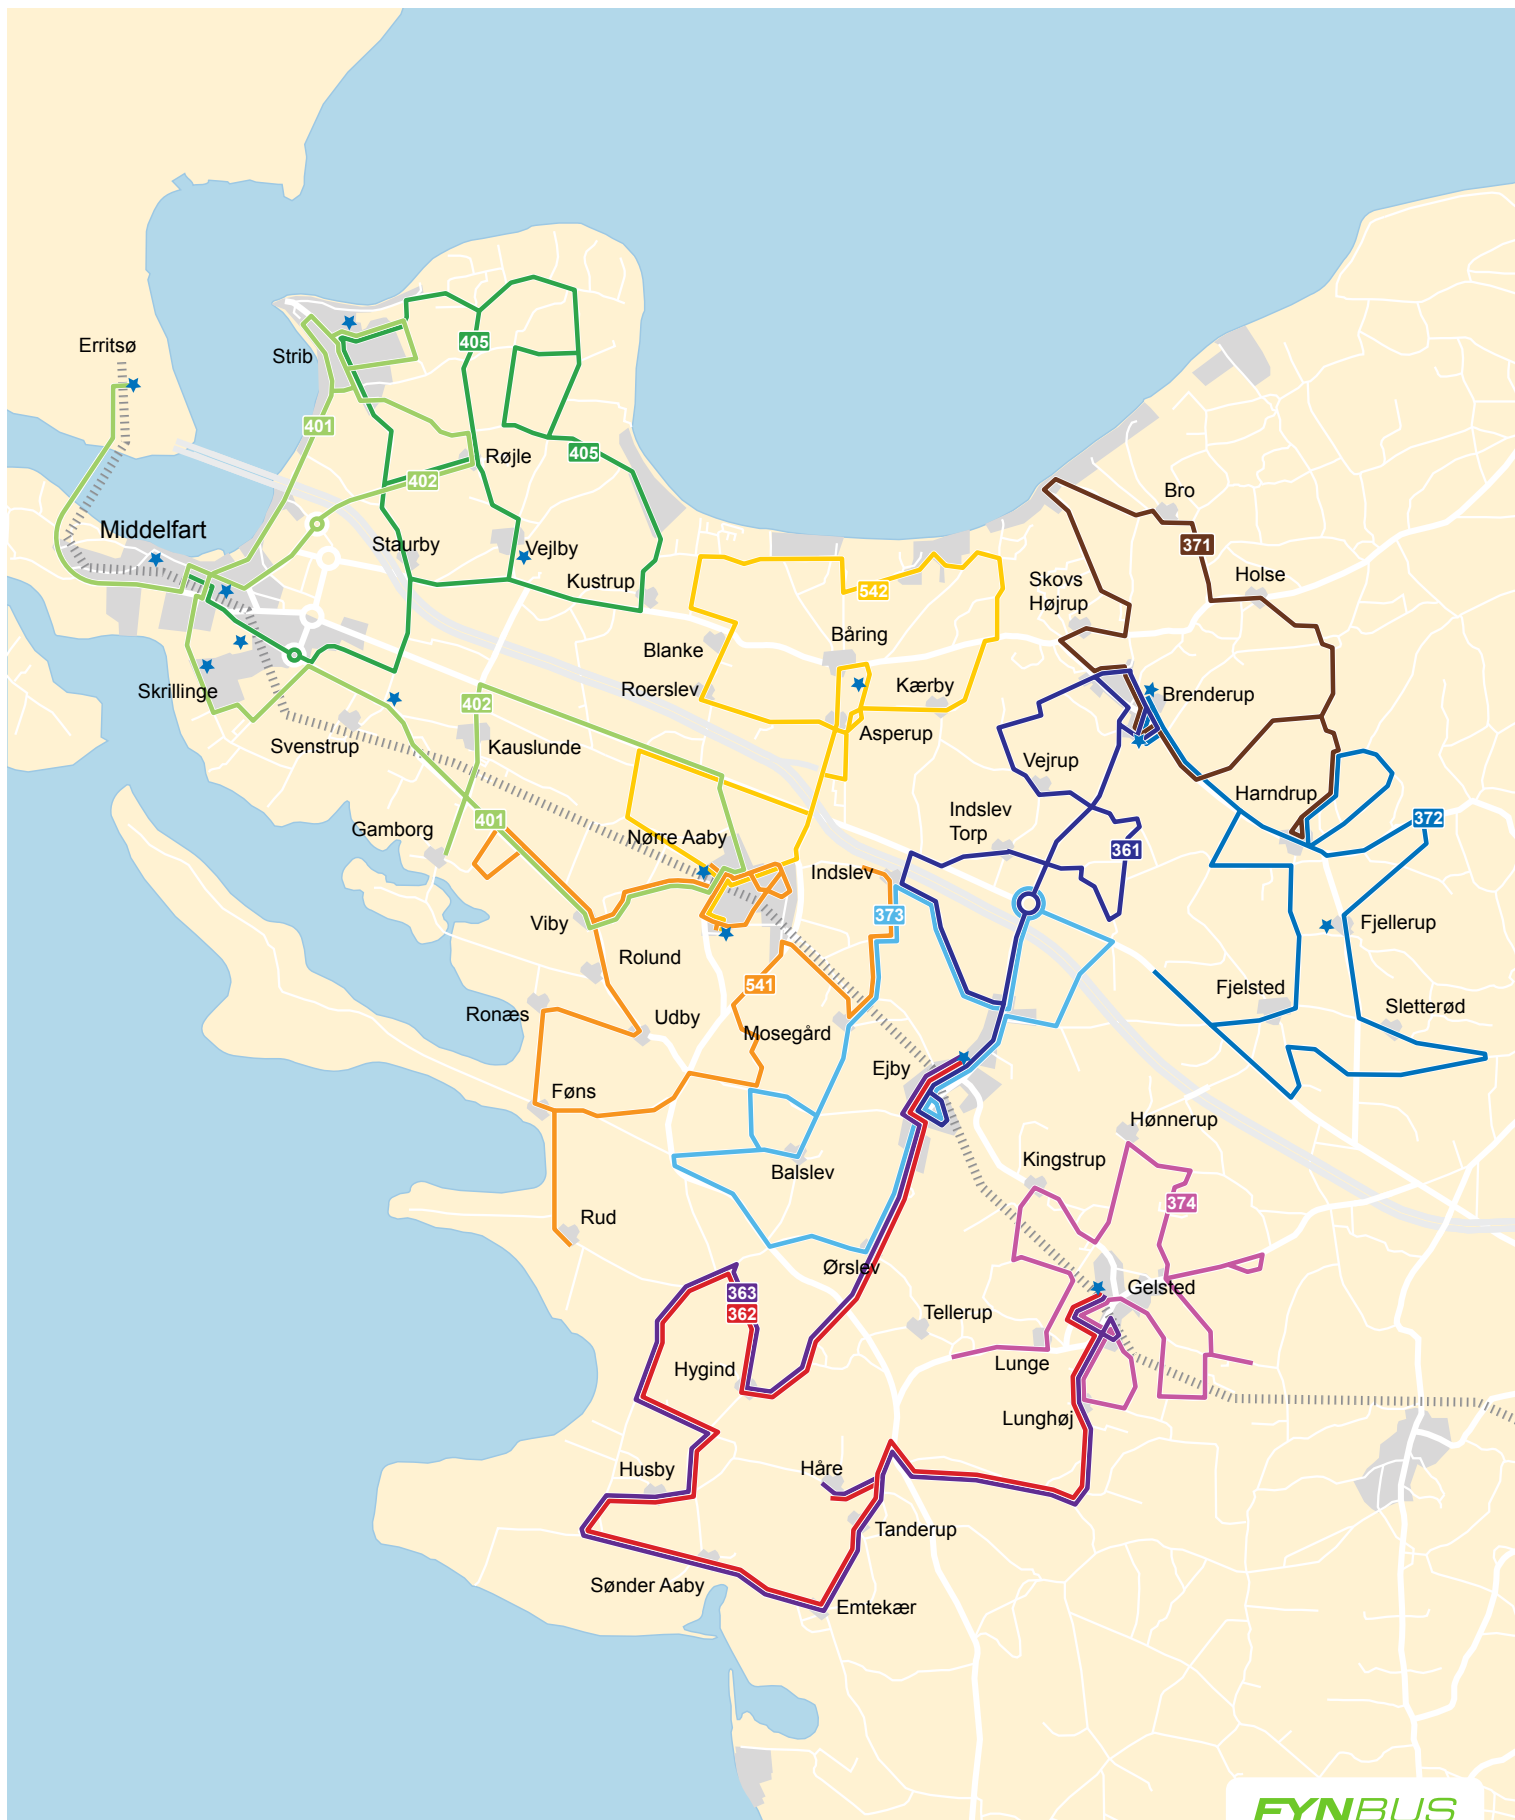 Erritsø
Strib
405
401
405
Røjle
402
Middelfart
Staurby
Vejlby
Kustrup
Bro
371
Skovs
Højrup
Holse
542
Båring
Blanke
Roerslev
Kærby
Brenderup
Skrillinge
402
Svenstrup
Kauslunde
Asperup
Vejrup
Gamborg
401
Nørre Aaby
Indslev
Torp
Harndrup
372
361
Indslev
373
Viby
Fjellerup
Rolund
541
Ronæs
Udby
Mosegård
Fjelsted
Sletterød
Ejby
Føns
Hønnerup
Kingstrup
Balslev
374
Rud
Ørslev
363
362
Gelsted
Tellerup
Hygind
Lunge
Lunghøj
Husby
Håre
Tanderup
Sønder Aaby
Emtekær
FYNBUS